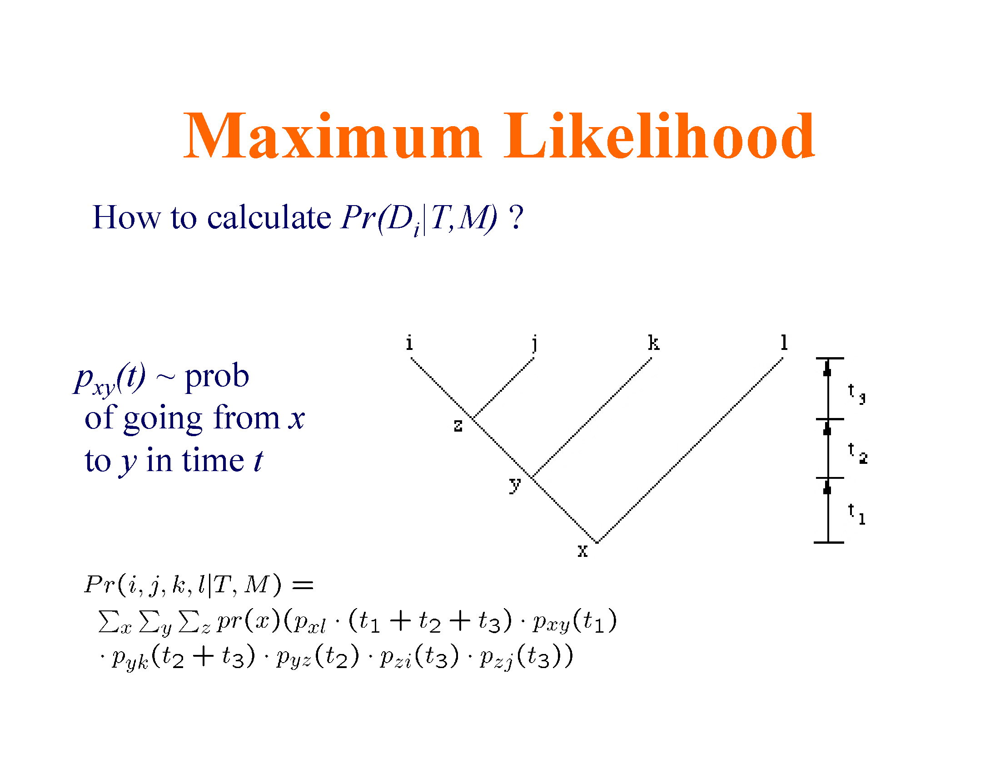 Maximum Likelihood
How to calculate Pr(D_i|T,M) ?
i j k l
p_xy(t) ~ prob
of going from x
to y in time t
t_3
z
t_2
y
t_1
x
Pr(i, j, k, l|T, M) =
∑_x ∑_y ∑_z pr(x)(p_xl · (t_1 + t_2 + t_3) · p_xy(t_1)
· p_yk(t_2 + t_3) · p_yz(t_2) · p_zi(t_3) · p_zj(t_3))